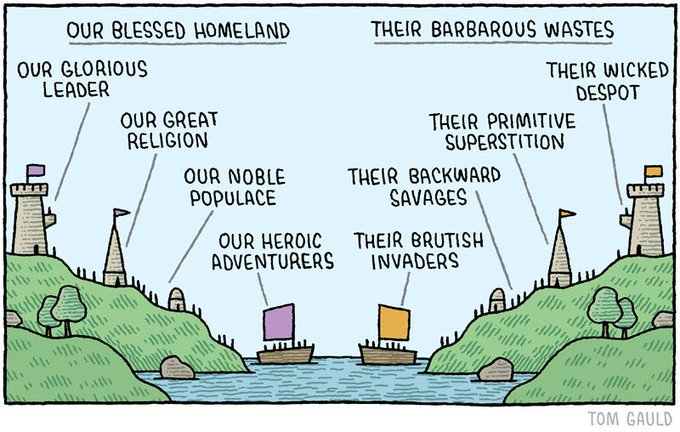 OUR BLESSED HOMELAND
THEIR BARBAROUS WASTES
OUR GLORIOUS
LEADER
THEIR WICKED
DESPOT
OUR GREAT
RELIGION
THEIR PRIMITIVE
SUPERSTITION
OUR NOBLE
POPULACE
THEIR BACKWARD
SAVAGES
OUR HEROIC
ADVENTURERS
THEIR BRUTISH
INVADERS
TOM GAULD